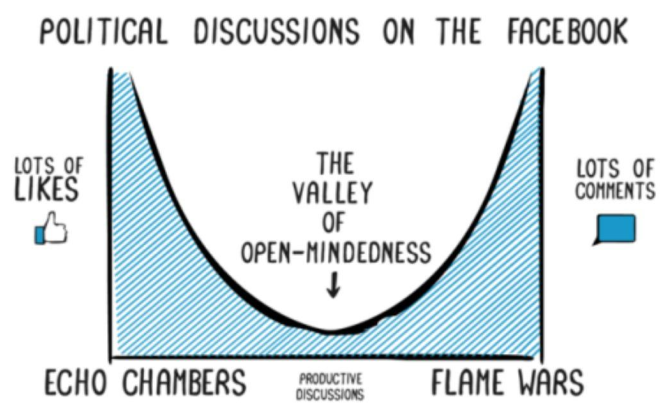 POLITICAL DISCUSSIONS ON THE FACEBOOK
LOTS OF
LIKES
THE
VALLEY
OF
OPEN-MINDEDNESS
LOTS OF
COMMENTS
ECHO CHAMBERS
PRODUCTIVE
DISCUSSIONS
FLAME WARS